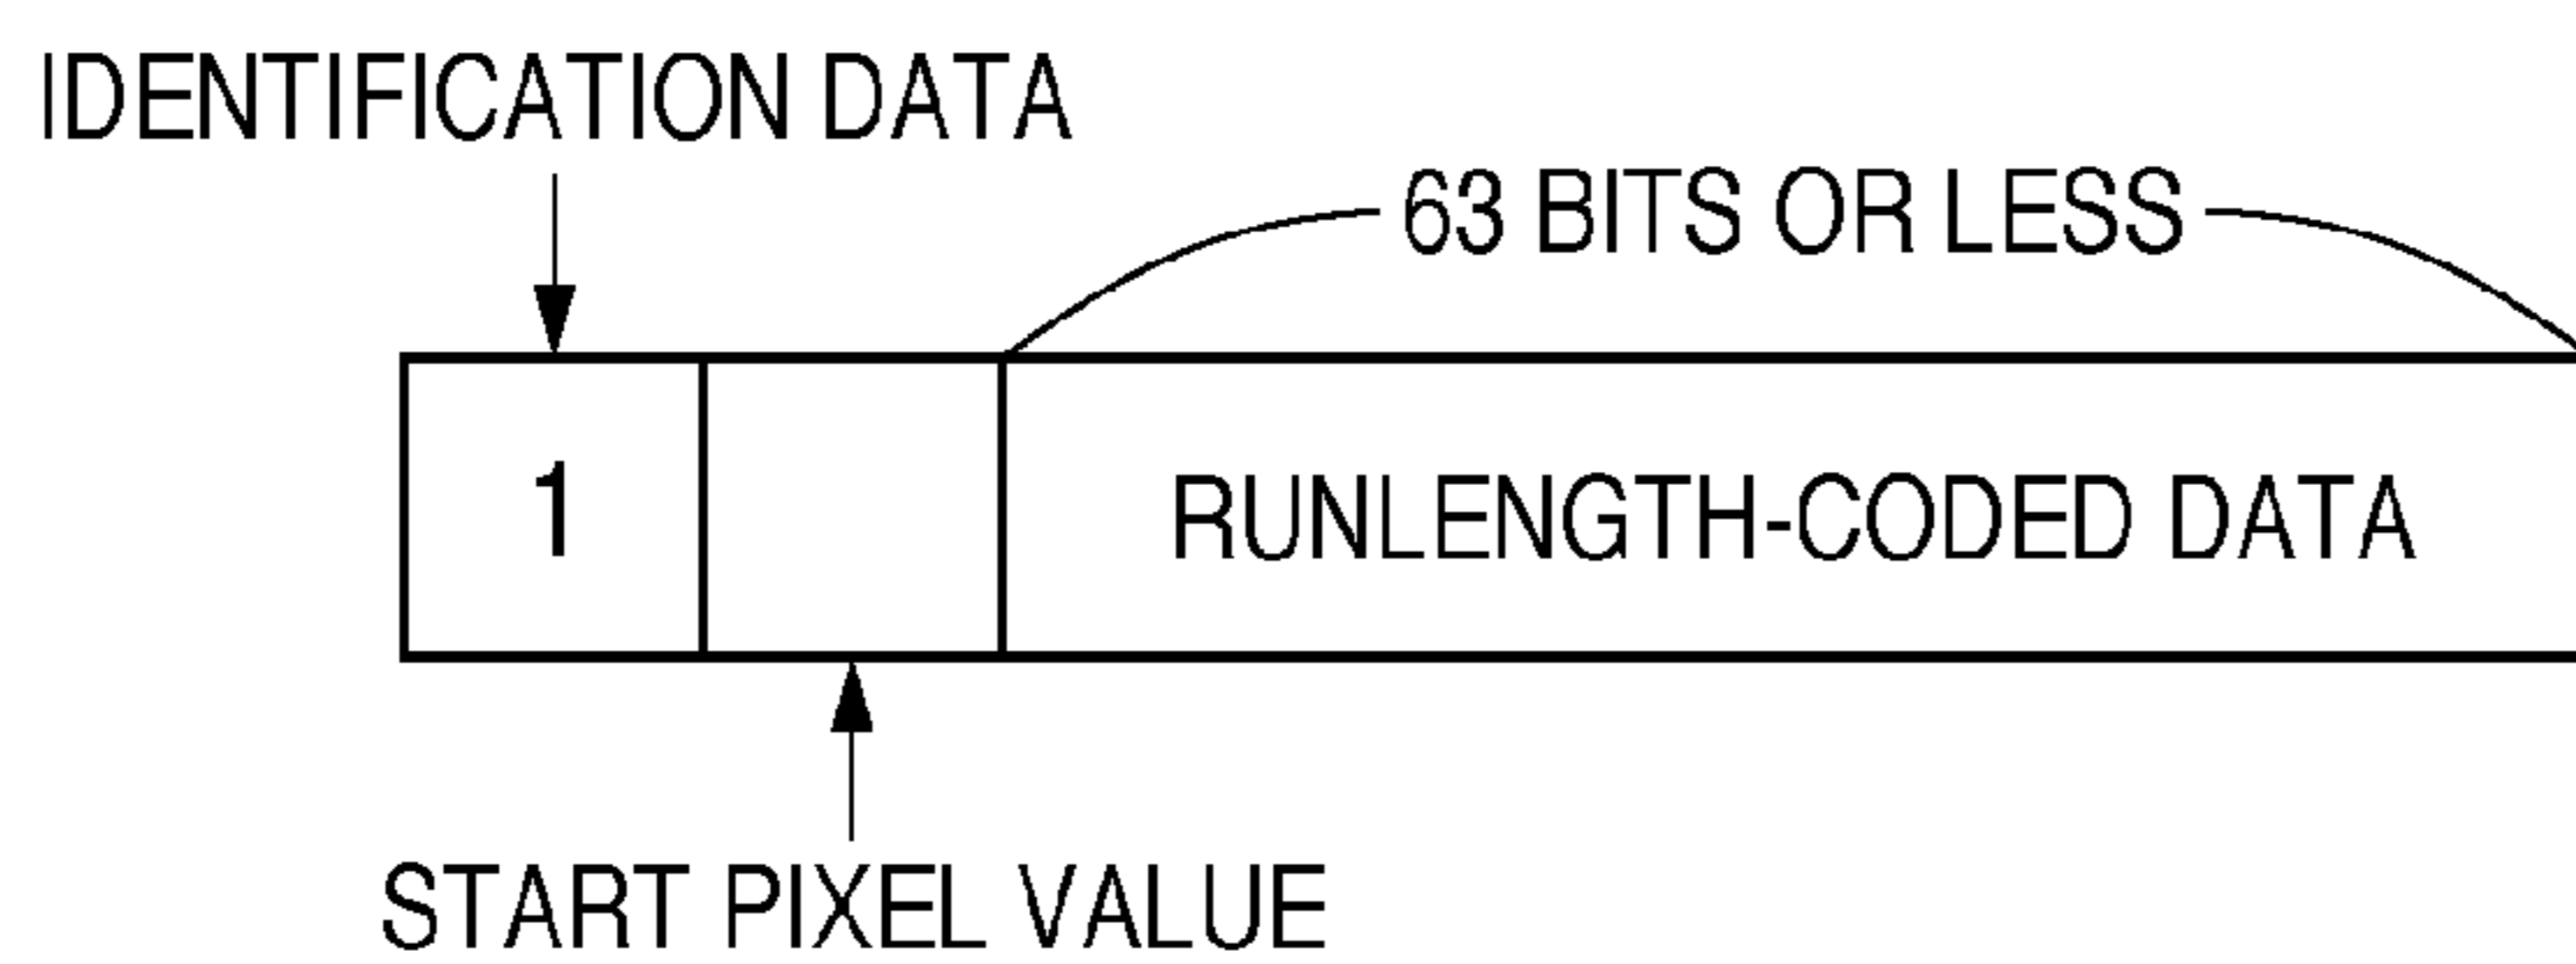 IDENTIFICATION DATA
63 BITS OR LESS
1
RUNLENGTH-CODED DATA
START PIXEL VALUE